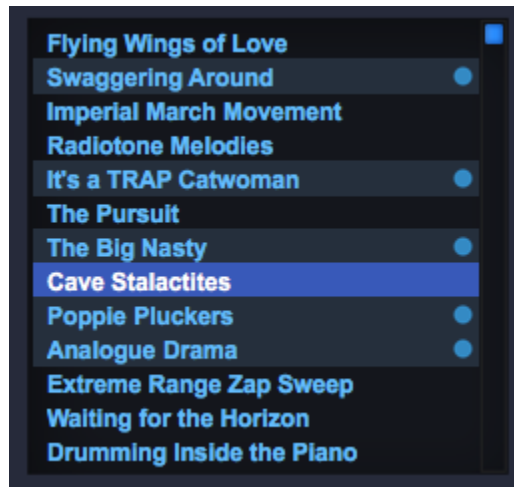 Flying Wings of Love
Swaggering Around
Imperial March Movement
Radiotone Melodies
It's a TRAP Catwoman
The Pursuit
The Big Nasty
Cave Stalactites
Popple Pluckers
Analogue Drama
Extreme Range Zap Sweep
Waiting for the Horizon
Drumming Inside the Piano